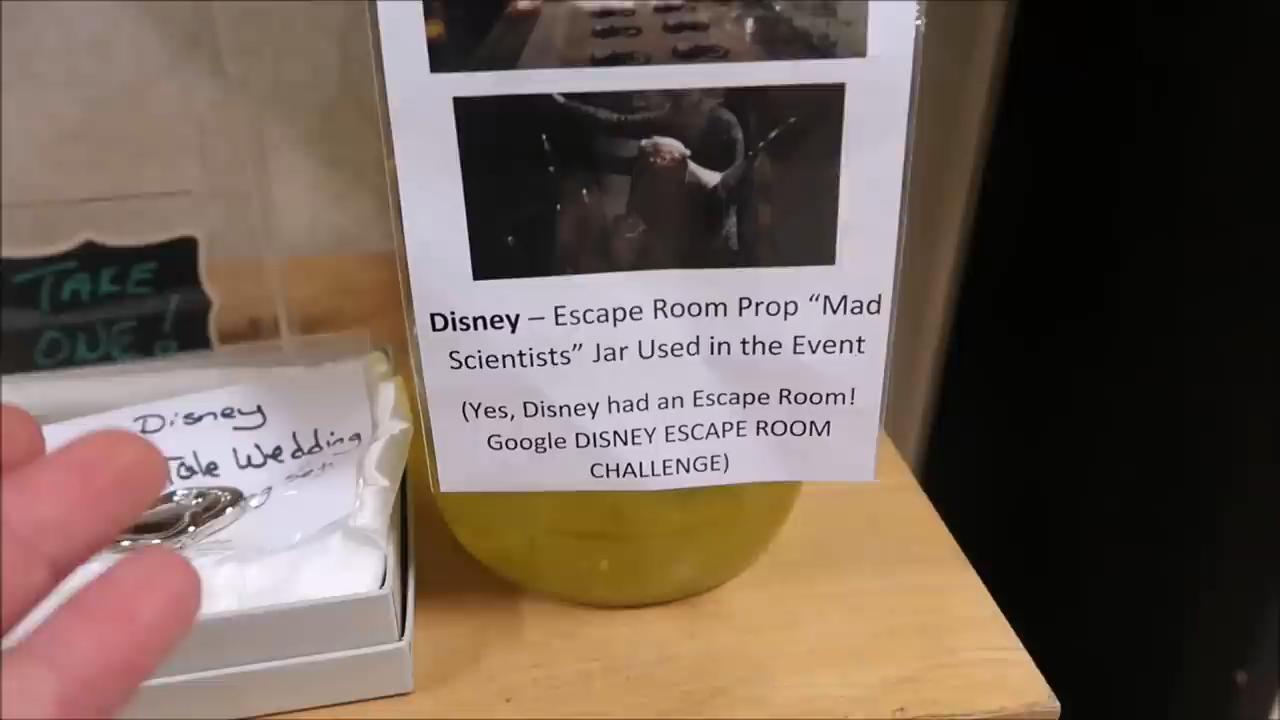 TAKE
ONE!
Disney
Tale Wedding
Disney – Escape Room Prop “Mad
Scientists” Jar Used in the Event
(Yes, Disney had an Escape Room!
Google DISNEY ESCAPE ROOM
CHALLENGE)